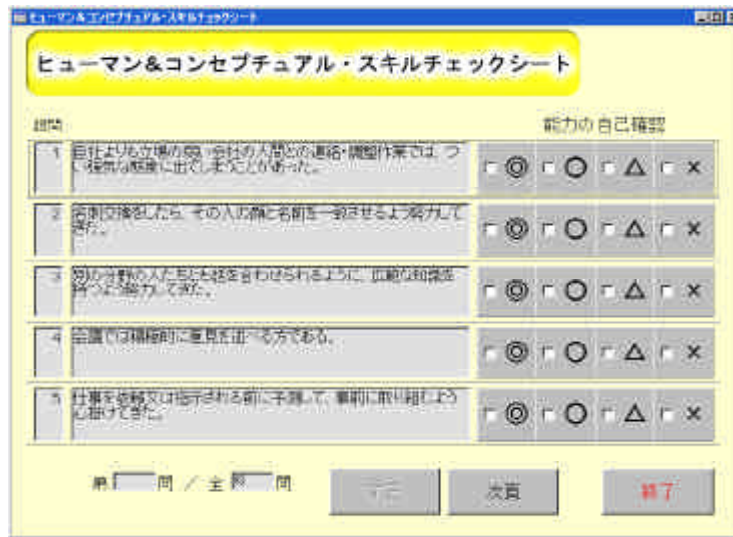 ヒューマン&コンセプチュアル・スキルチェックシート
ヒューマン&コンセプチュアル・スキルチェックシート
設問 能力の自己確認
1 自社よりも立場の弱い会社の人間との連絡・調整作業では、つ
い強気な態度に出てしまうことがあった。
◎ ○ △ ×
2 名刺交換をしたら、その人の顔と名前を一致させるよう努力して
きた。
◎ ○ △ ×
3 別の分野の人たちとも話を合わせられるように、広範な知識を
持つよう努力してきた。
◎ ○ △ ×
4 会議では積極的に意見を述べる方である。
◎ ○ △ ×
5 仕事を依頼又は指示される前に予測して、事前に取り組むよう
心掛けてきた。
◎ ○ △ ×
第 問 / 全 問 次頁 終了